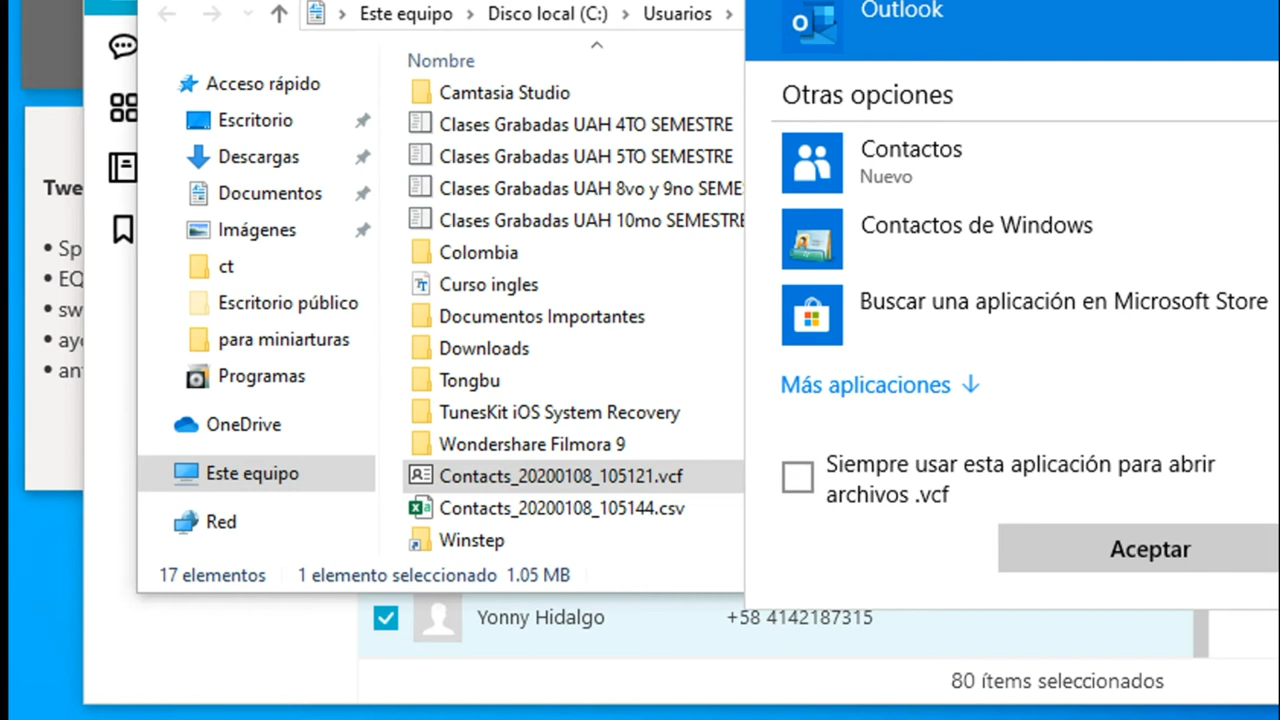 Este equipo > Disco local (C:) > Usuarios >
Nombre
Acceso rápido
Escritorio
Descargas
Documentos
Imágenes
ct
Escritorio público
para miniarturas
Programas
OneDrive
Este equipo
Red
Camtasia Studio
Clases Grabadas UAH 4TO SEMESTRE
Clases Grabadas UAH 5TO SEMESTRE
Clases Grabadas UAH 8vo y 9no SEME
Clases Grabadas UAH 10mo SEMESTRE
Colombia
Curso ingles
Documentos Importantes
Downloads
Tongbu
TunesKit iOS System Recovery
Wondershare Filmora 9
Contacts_20200108_105121.vcf
Contacts_20200108_105144.csv
Winstep
17 elementos
1 elemento seleccionado 1.05 MB
Outlook
Otras opciones
Contactos
Nuevo
Contactos de Windows
Buscar una aplicación en Microsoft Store
Más aplicaciones
Siempre usar esta aplicación para abrir
archivos .vcf
Aceptar
Twe
• Sp
• EQ
• sw
• ayo
• an
Yonny Hidalgo
+58 4142187315
80 ítems seleccionados